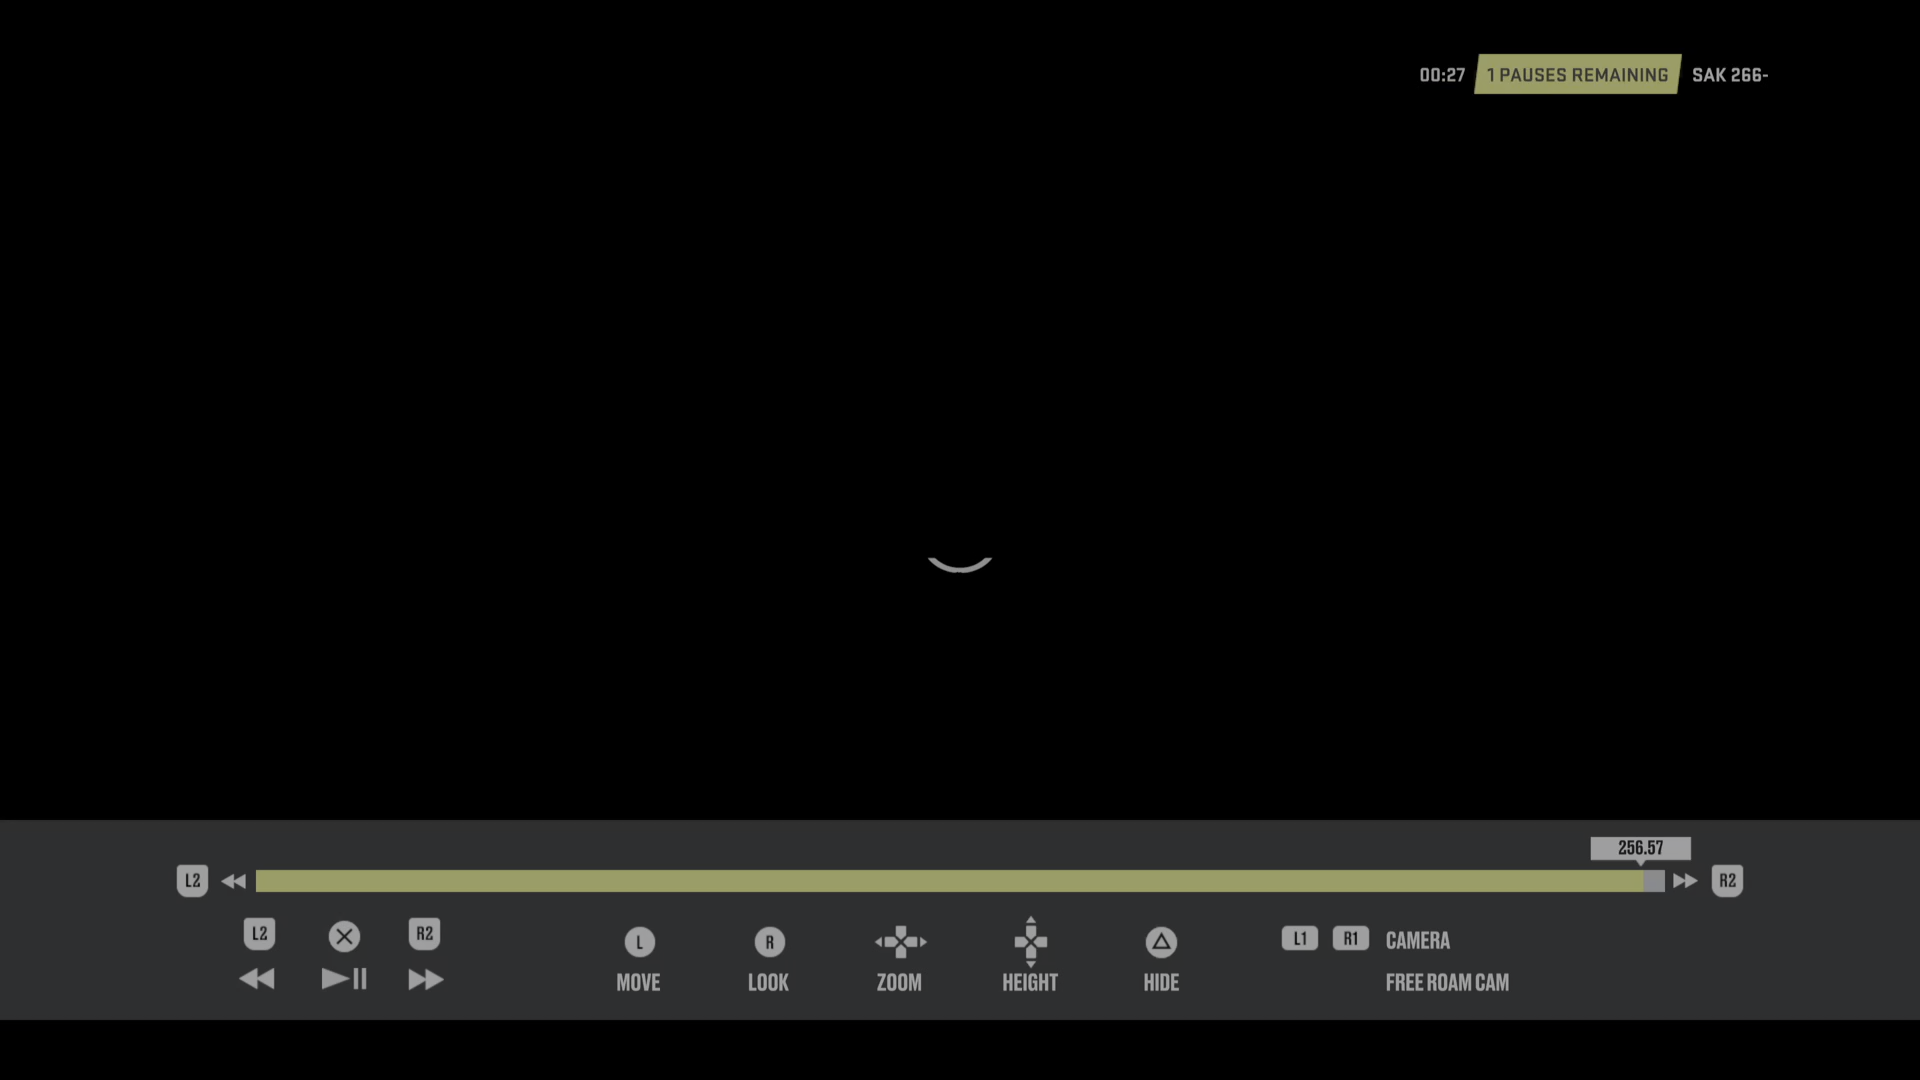 00:27 1 PAUSES REMAINING SAK 266-
256.57
L2 R2
L2 R2 L R L1 R1 CAMERA
MOVE LOOK ZOOM HEIGHT HIDE FREE ROAM CAM